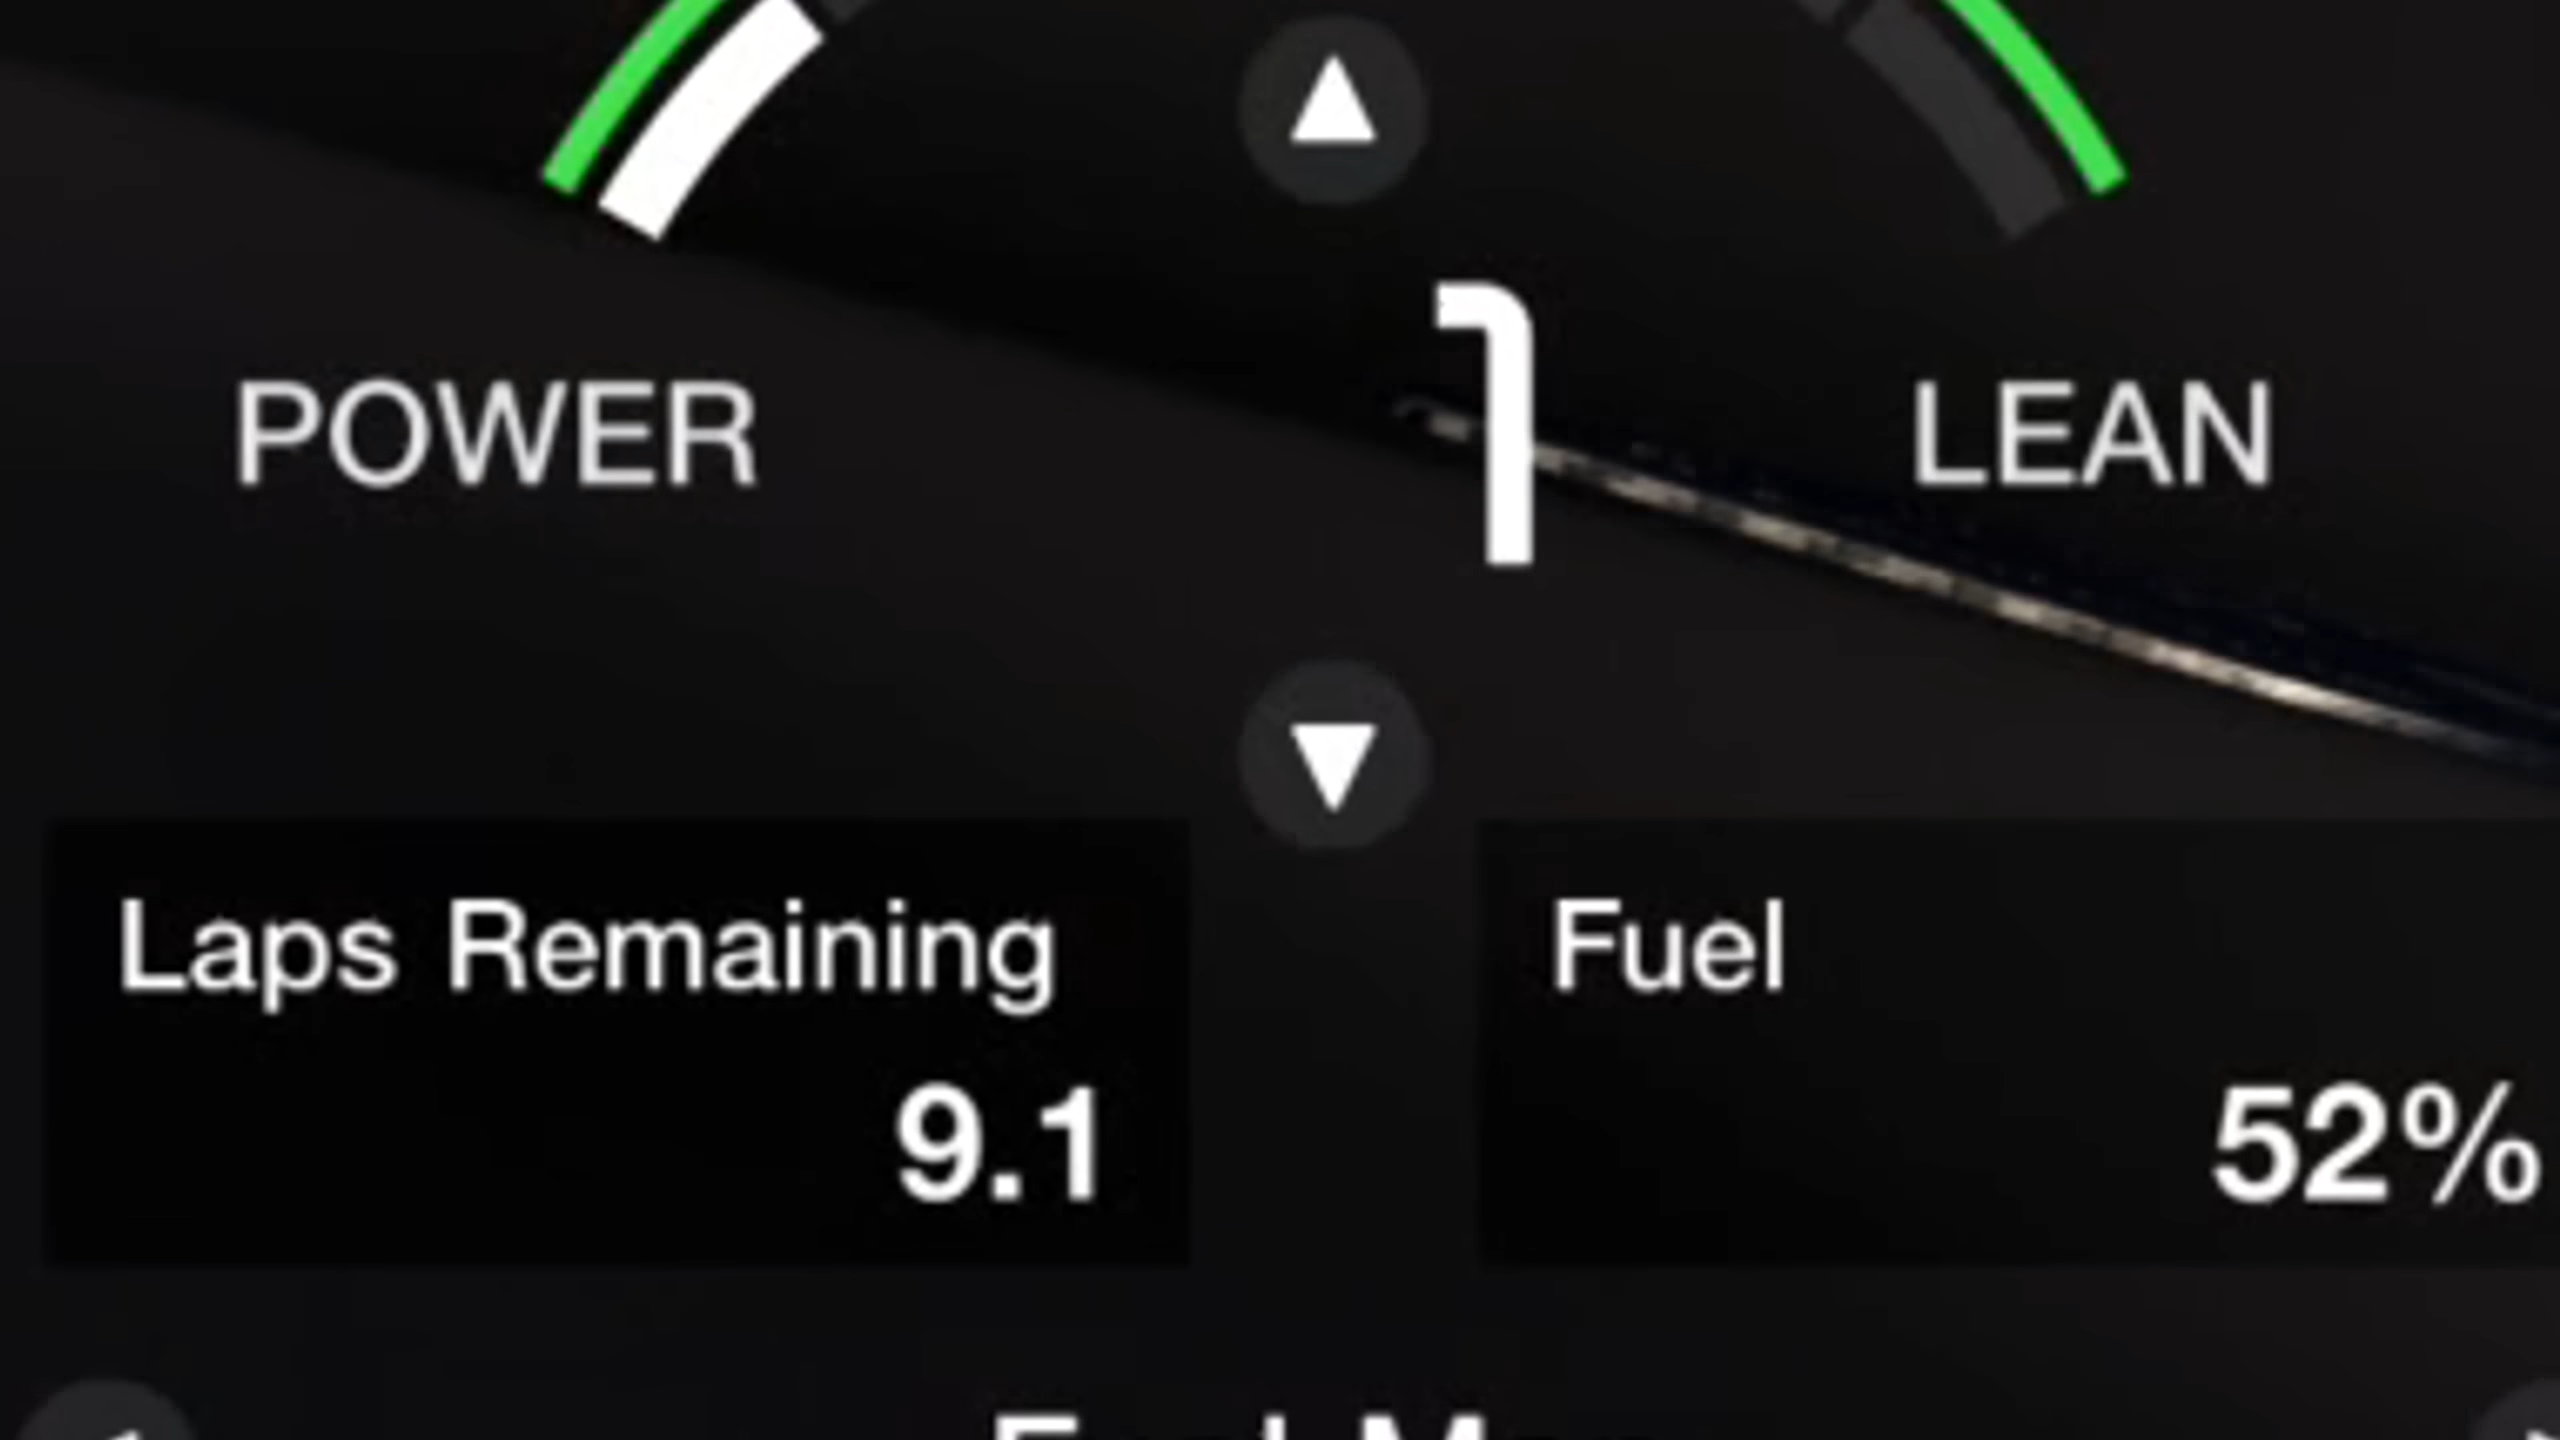 1
POWER
LEAN
Laps Remaining
9.1
Fuel
52%